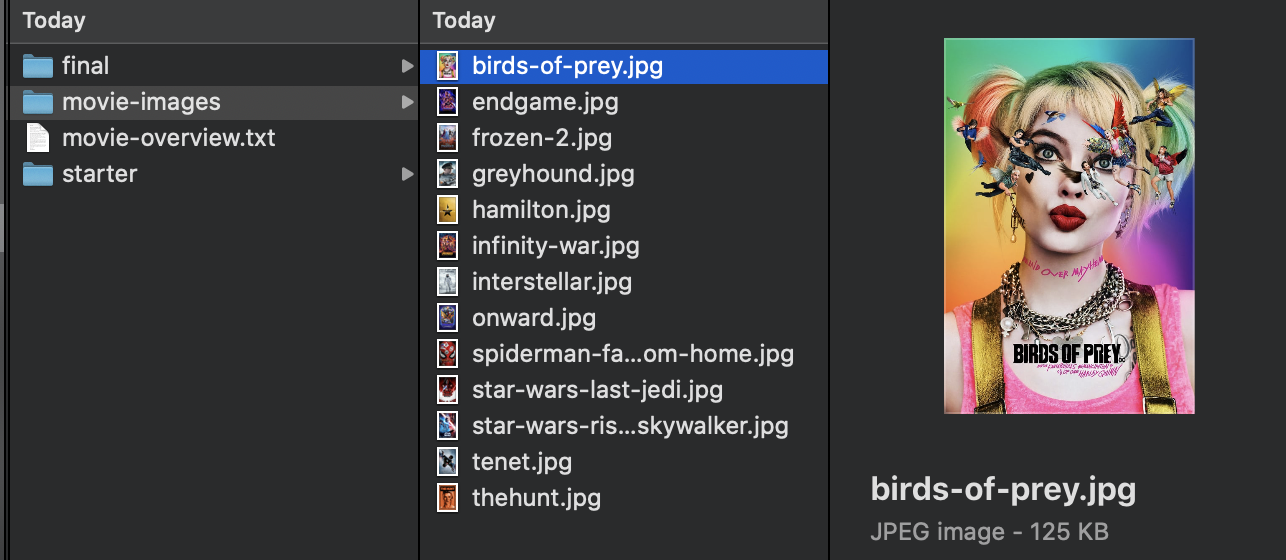 Today
final
movie-images
movie-overview.txt
starter
Today
birds-of-prey.jpg
endgame.jpg
frozen-2.jpg
greyhound.jpg
hamilton.jpg
infinity-war.jpg
interstellar.jpg
onward.jpg
spiderman-fa...om-home.jpg
star-wars-last-jedi.jpg
star-wars-ris...skywalker.jpg
tenet.jpg
thehunt.jpg
OVER MAYHEM
BIRDS OF PREY
birds-of-prey.jpg
JPEG image - 125 KB